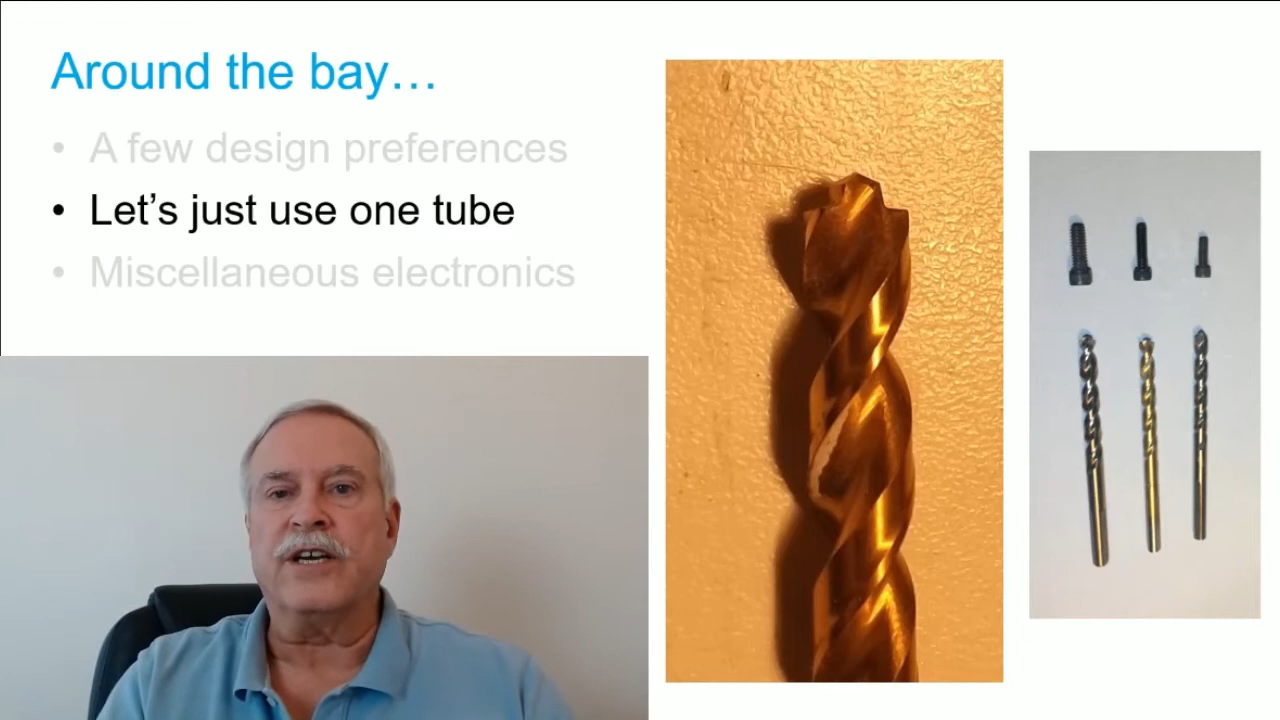 Around the bay…
• A few design preferences
• Let’s just use one tube
• Miscellaneous electronics